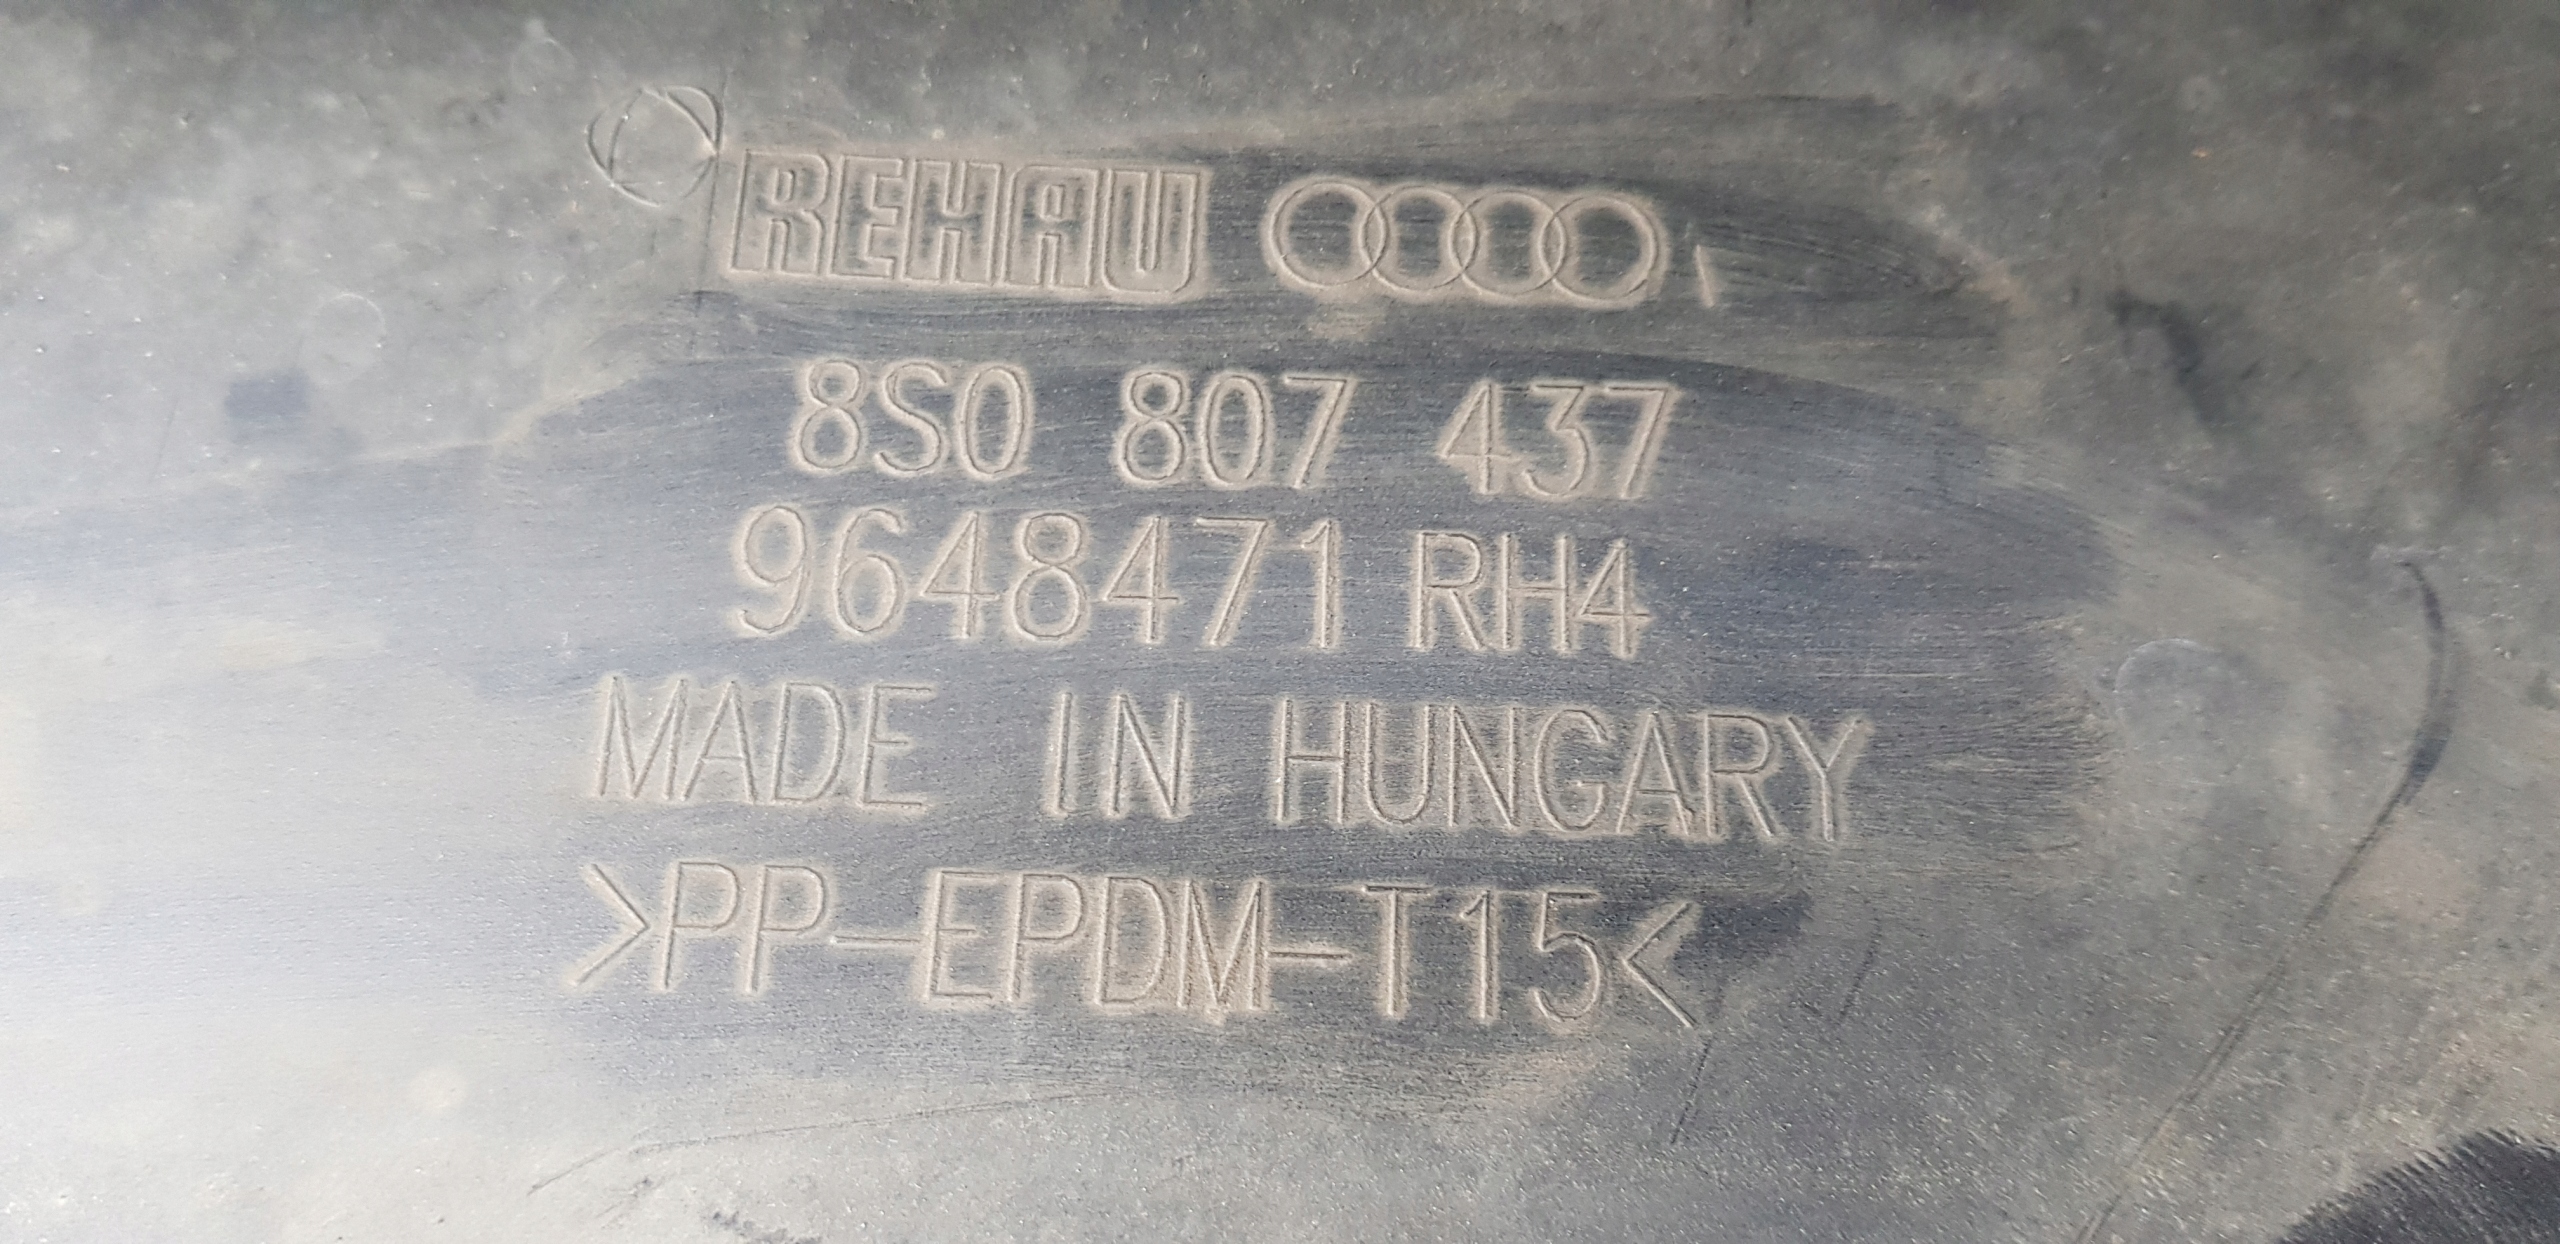 REHAU
8S0 807 437
9648471 RH4
MADE IN HUNGARY
>PP-EPDM-T15<